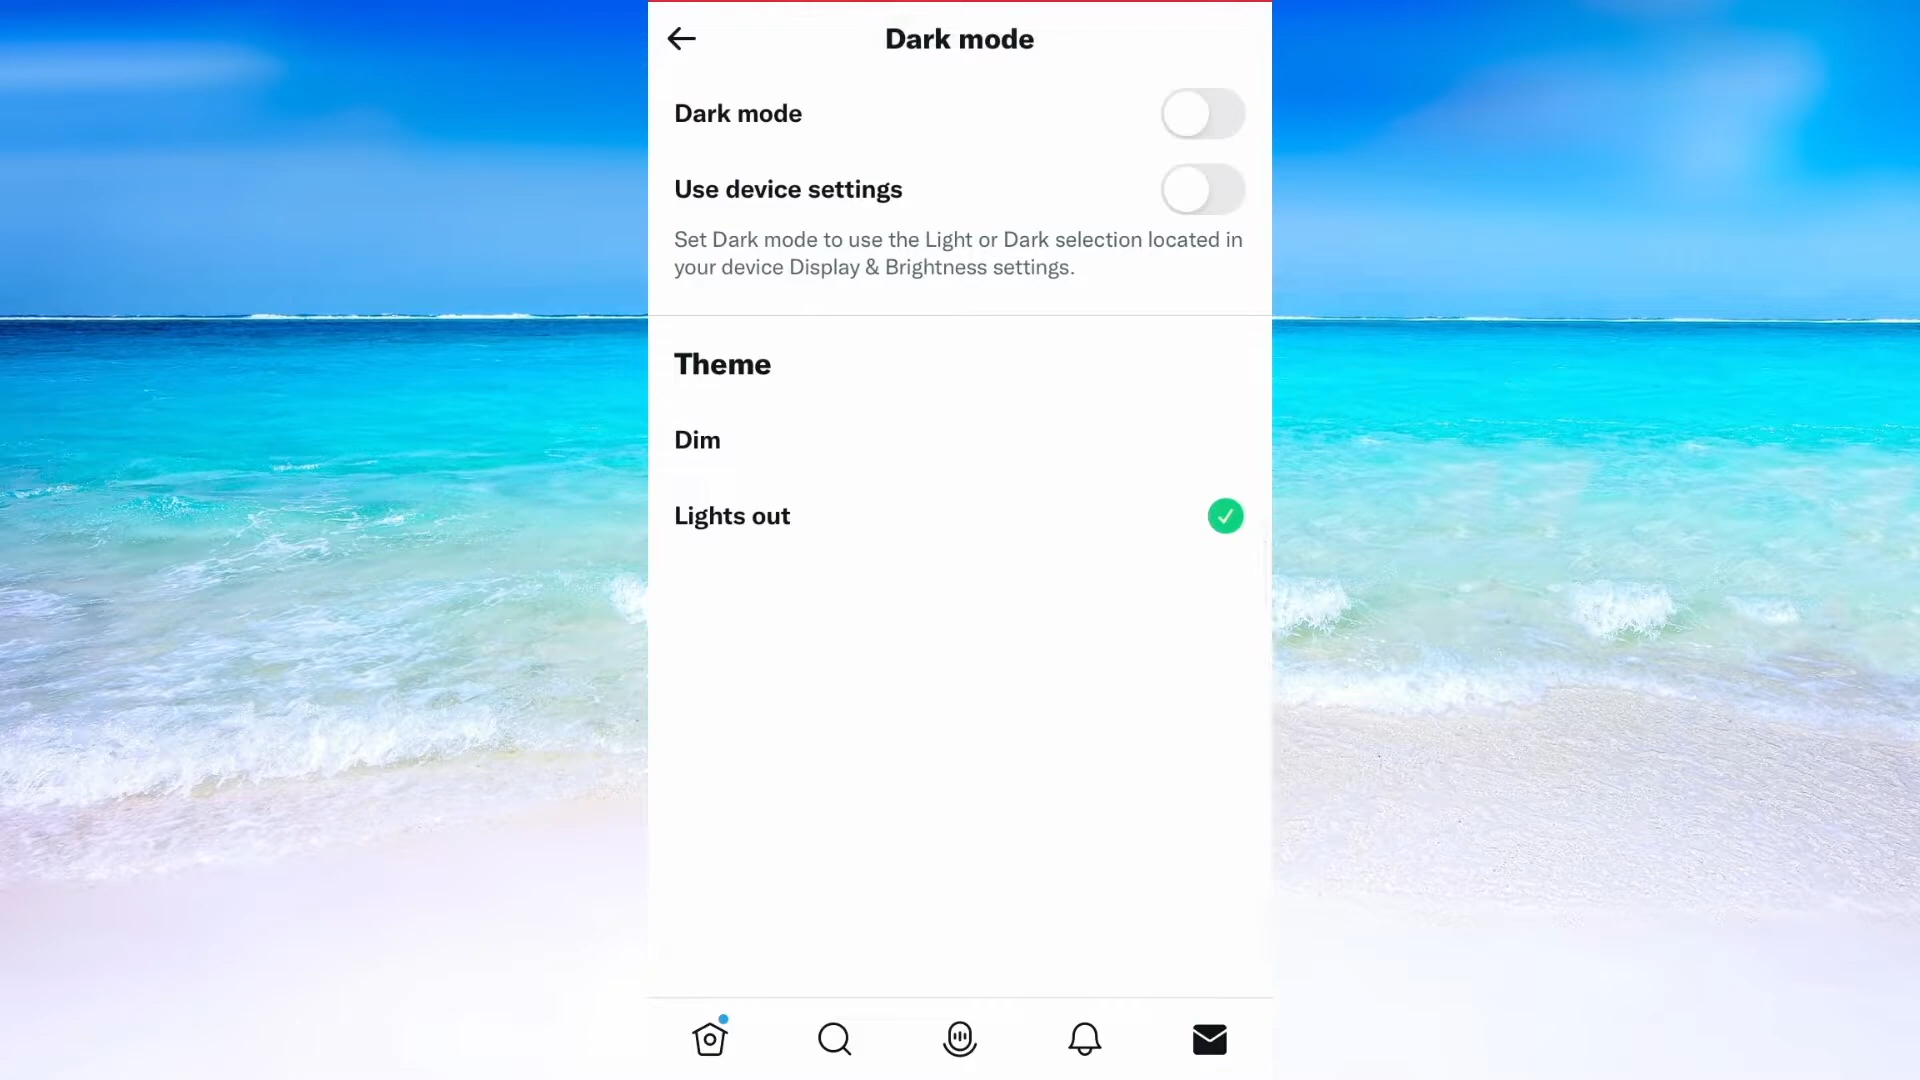 Dark mode
Dark mode
Use device settings
Set Dark mode to use the Light or Dark selection located in
your device Display & Brightness settings.
Theme
Dim
Lights out